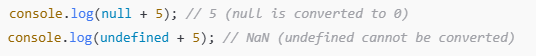 console.log(null + 5); // 5 (null is converted to 0)
console.log(undefined + 5); // NaN (undefined cannot be converted)